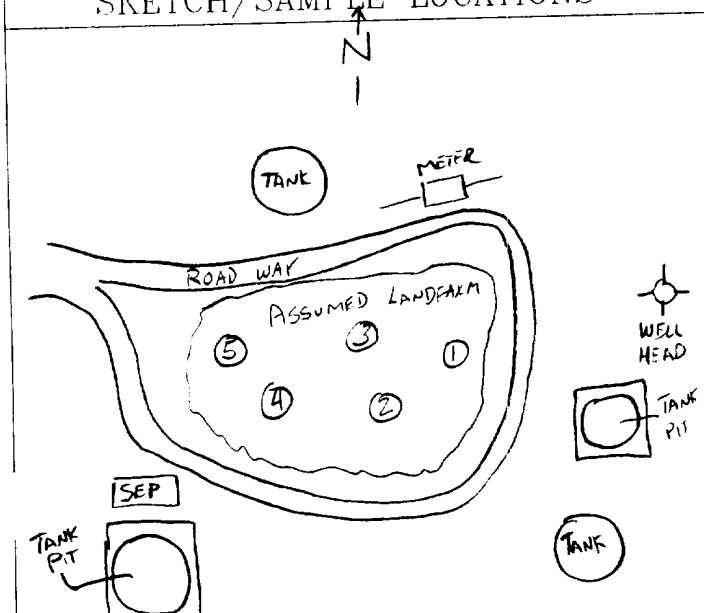 SKETCH/SAMPLE LOCATIONS
N
TANK
METER
ROAD WAY
ASSUMED LANDFARM
5
3
1
4
2
WELL
HEAD
TANK
PIT
SEP
TANK
PIT
TANK